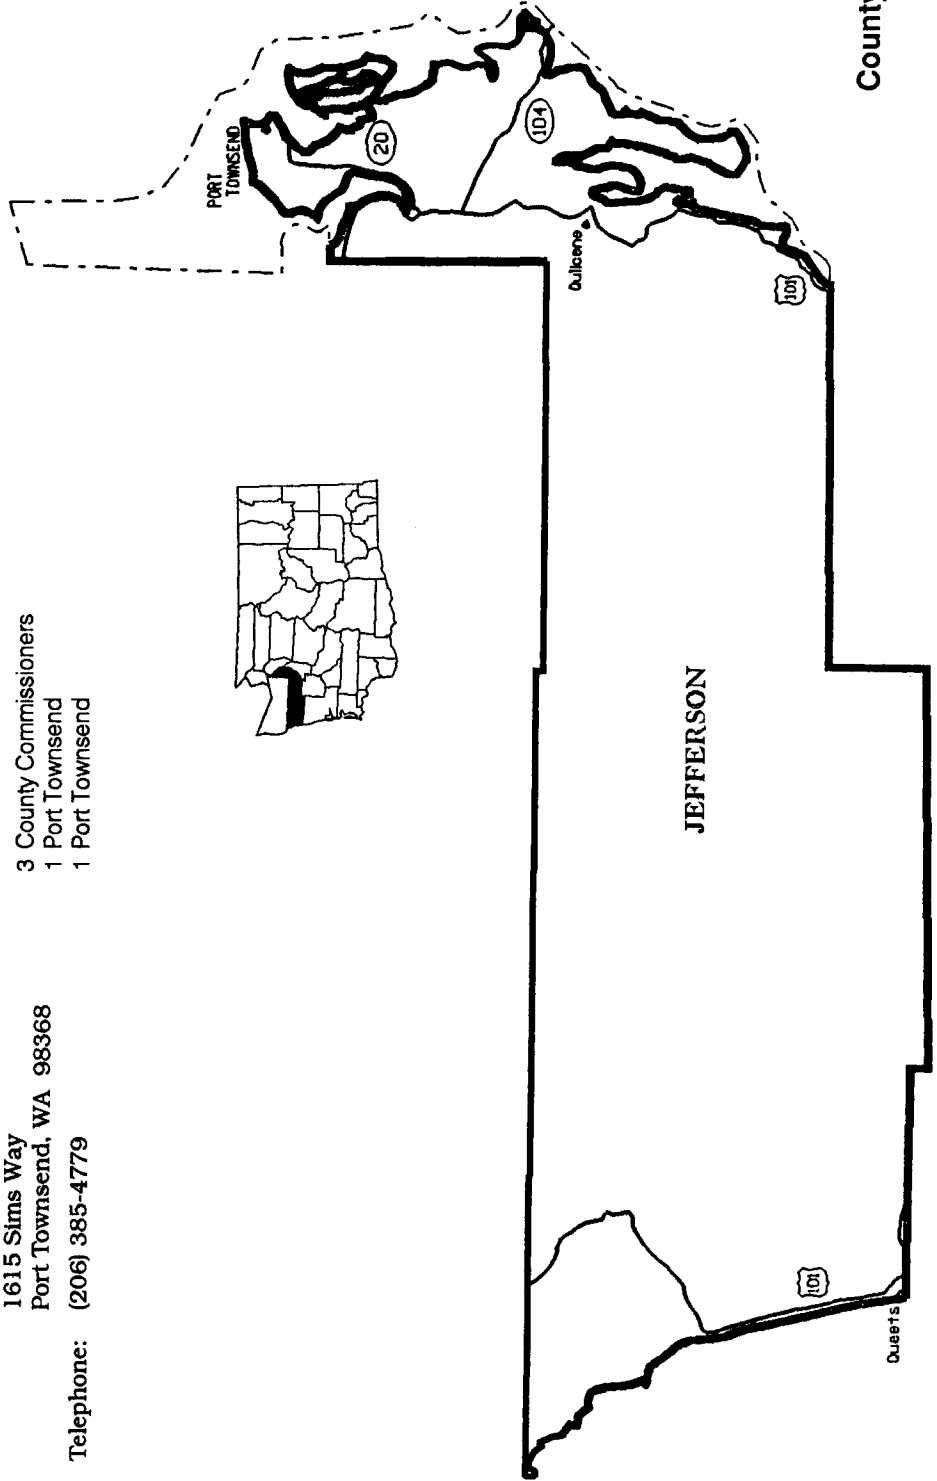 1615 Sims Way
Port Townsend, WA 98368
Telephone: (206) 385-4779
3 County Commissioners
1 Port Townsend
1 Port Townsend
PORT
TOWNSEND
20
104
Quilcene
101
JEFFERSON
101
Queets
County